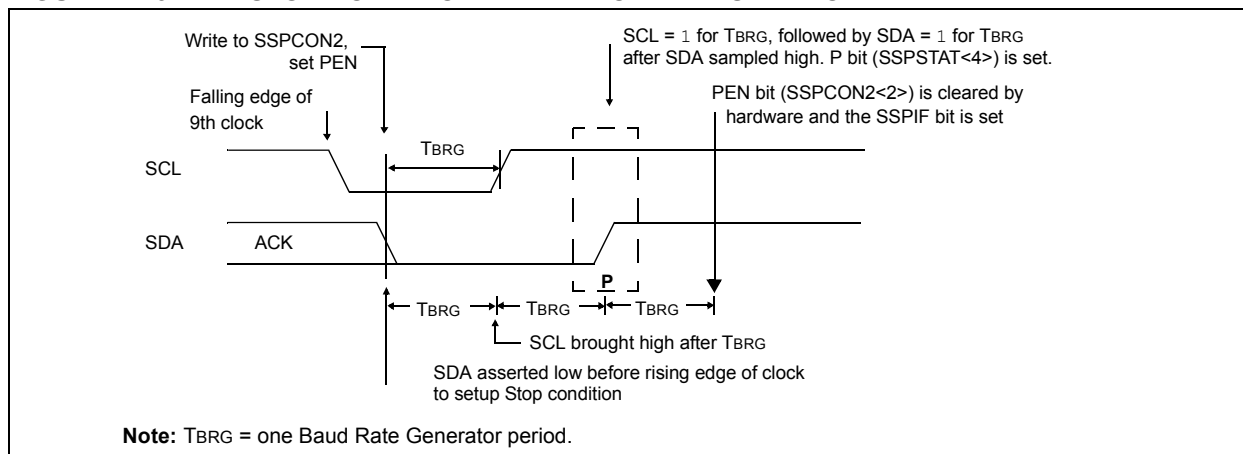 Write to SSPCON2,
set PEN
SCL = 1 for TBRG, followed by SDA = 1 for TBRG
after SDA sampled high. P bit (SSPSTAT<4>) is set.
Falling edge of
9th clock
PEN bit (SSPCON2<2>) is cleared by
hardware and the SSPIF bit is set
TBRG
SCL
SDA
ACK
P
TBRG
TBRG
TBRG
SCL brought high after TBRG
SDA asserted low before rising edge of clock
to setup Stop condition
Note: TBRG = one Baud Rate Generator period.